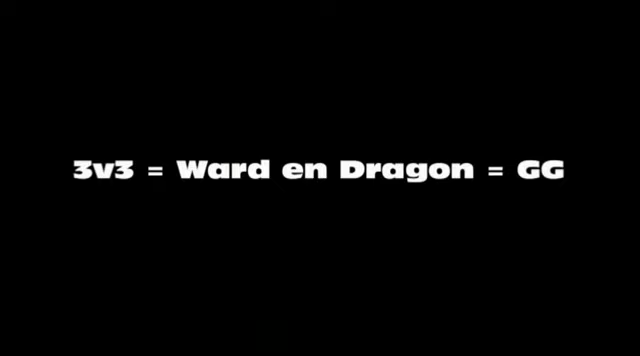 3v3 = Ward en Dragon = GG